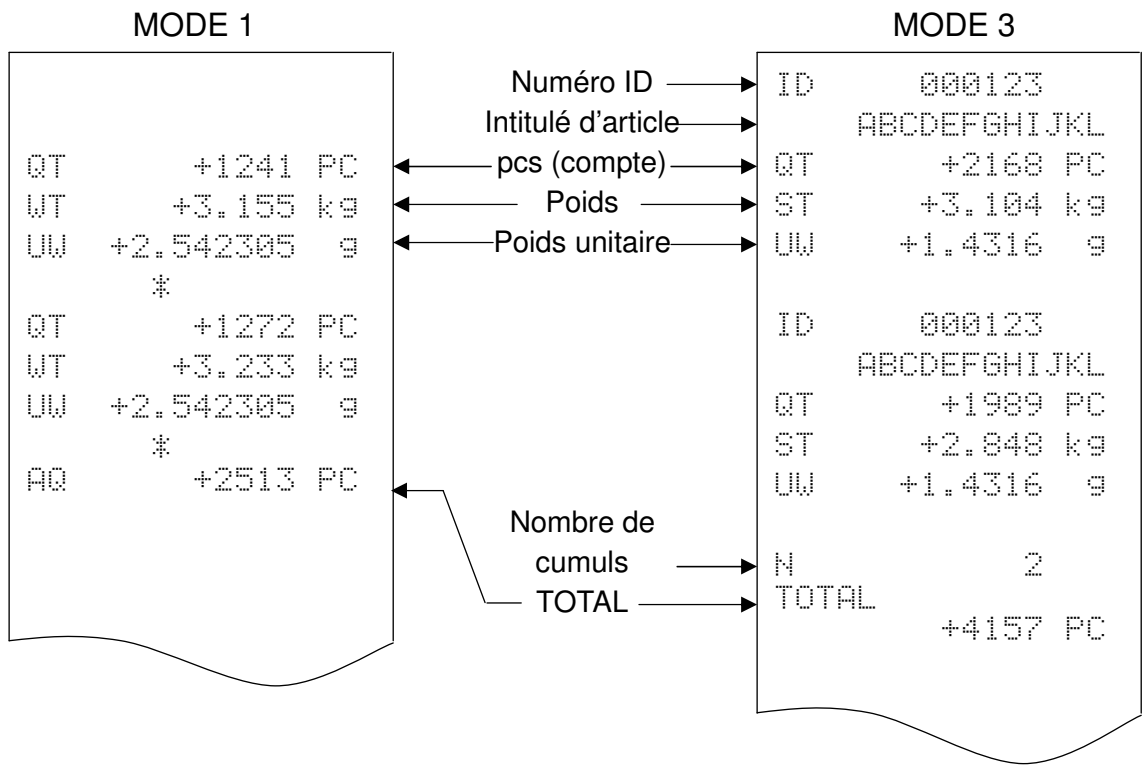 MODE 1
QT +1241 PC
WT +3.155 kg
UW +2.542305 g
*
QT +1272 PC
WT +3.233 kg
UW +2.542305 g
*
AQ +2513 PC
Numéro ID
Intitulé d'article
pcs (compte)
Poids
Poids unitaire
Nombre de
cumuls
TOTAL
MODE 3
ID 000123
ABCDEFGHIJKL
QT +2168 PC
ST +3.104 kg
UW +1.4316 g
ID 000123
ABCDEFGHIJKL
QT +1989 PC
ST +2.848 kg
UW +1.4316 g
N 2
TOTAL
+4157 PC